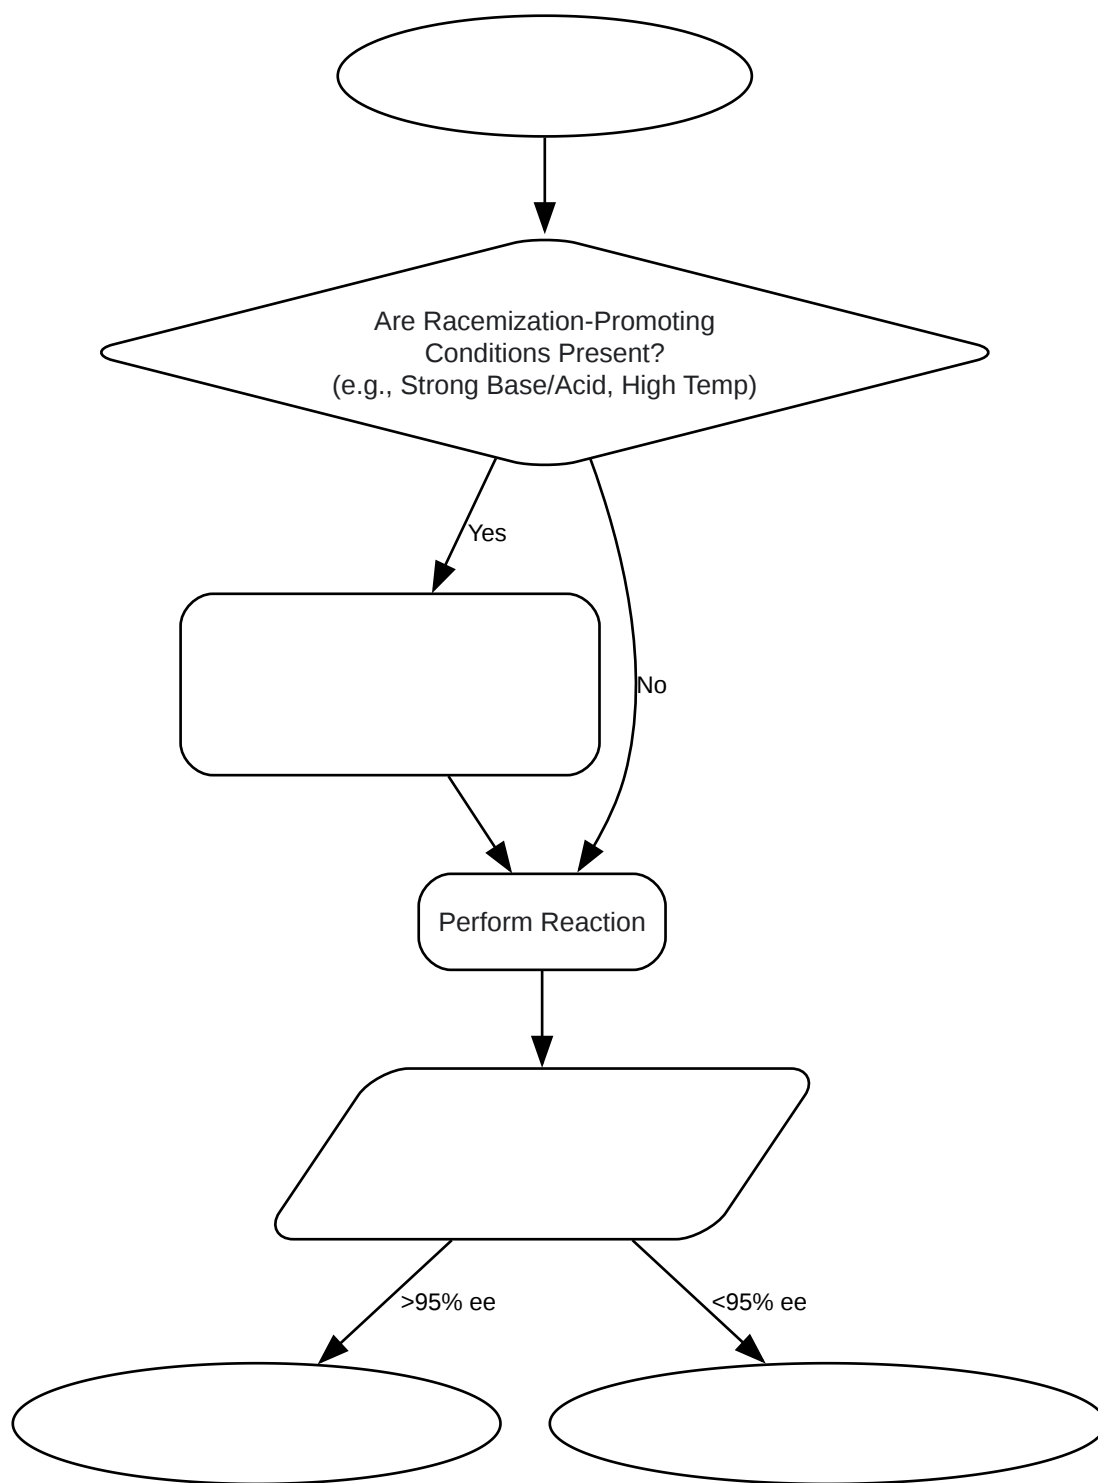 Are Racemization-Promoting
Conditions Present?
(e.g., Strong Base/Acid, High Temp)
Yes
No
Perform Reaction
>95% ee
<95% ee